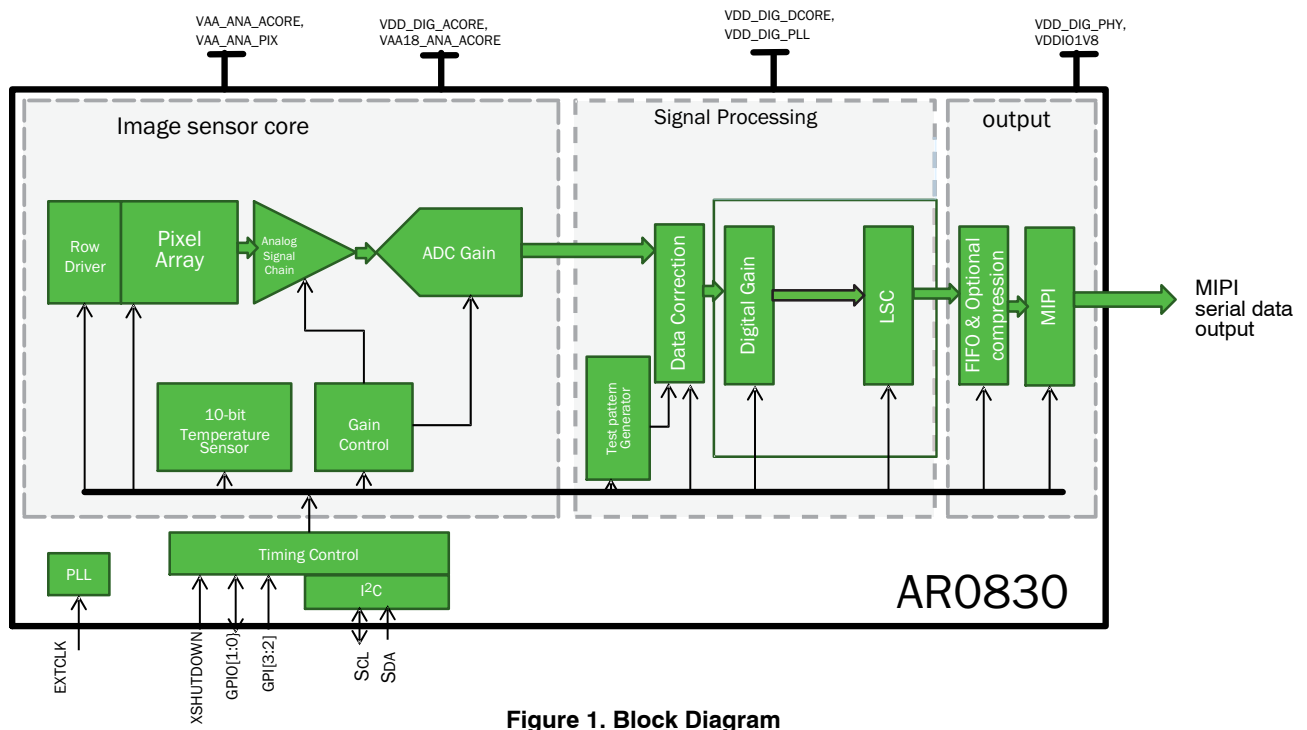 VAA_ANA_ACORE,
VAA_ANA_PIX
VDD_DIG_ACORE,
VAA18_ANA_ACORE
VDD_DIG_DCORE,
VDD_DIG_PLL
VDD_DIG_PHY,
VDDIO1V8
Image sensor core
Signal Processing
output
Row
Driver
Pixel
Array
Analog
Signal
Chain
ADC Gain
Data Correction
Digital Gain
LSC
FIFO & Optional
compression
MIPI
MIPI
serial data
output
10-bit
Temperature
Sensor
Gain
Control
Test pattern
Generator
Timing Control
PLL
I²C
AR0830
EXTCLK
XSHUTDOWN
GPIO[1:0}
GPI[3:2]
SCL
SDA
Figure 1. Block Diagram